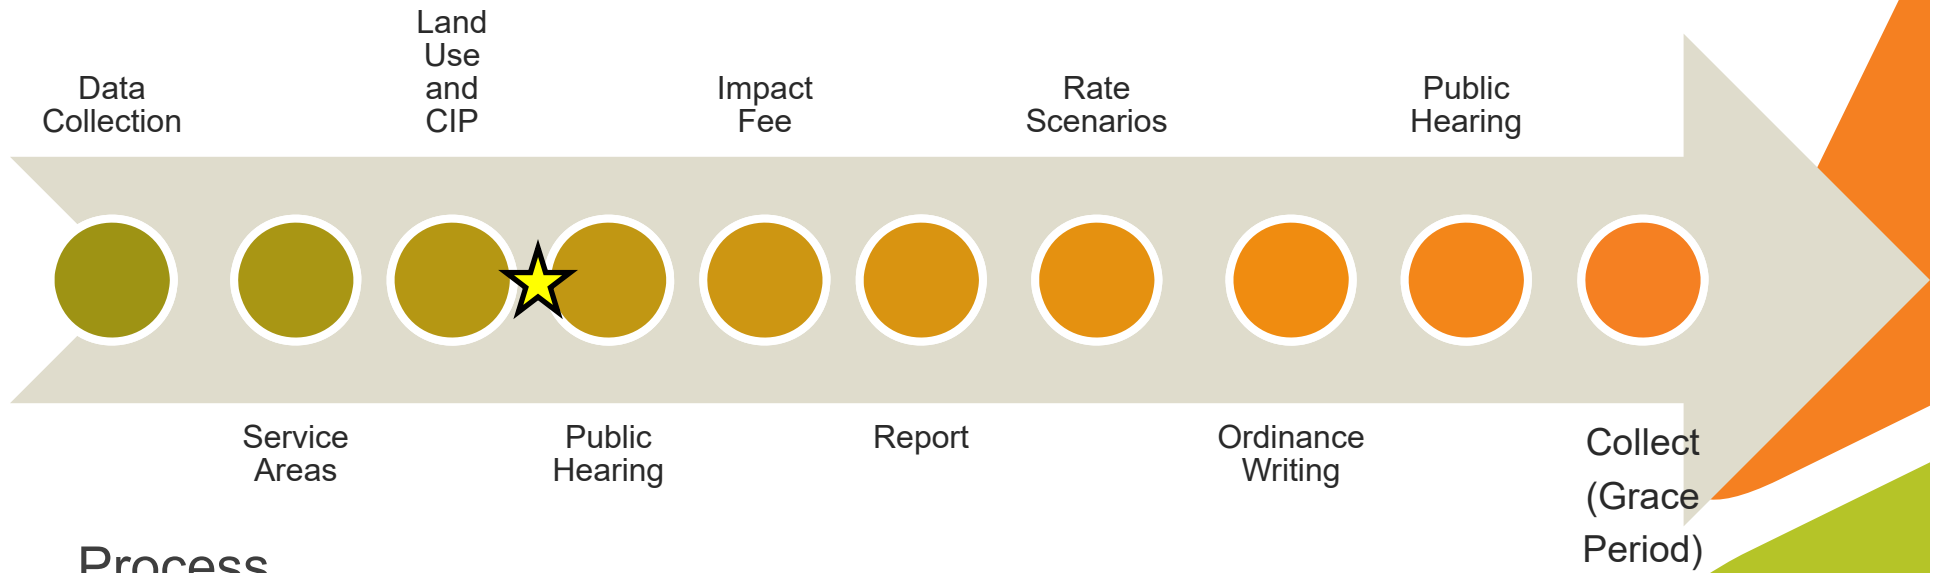 Data
Collection
Land
Use
and
CIP
Impact
Fee
Rate
Scenarios
Public
Hearing
Service
Areas
Public
Hearing
Report
Ordinance
Writing
Collect
(Grace
Period)
Process